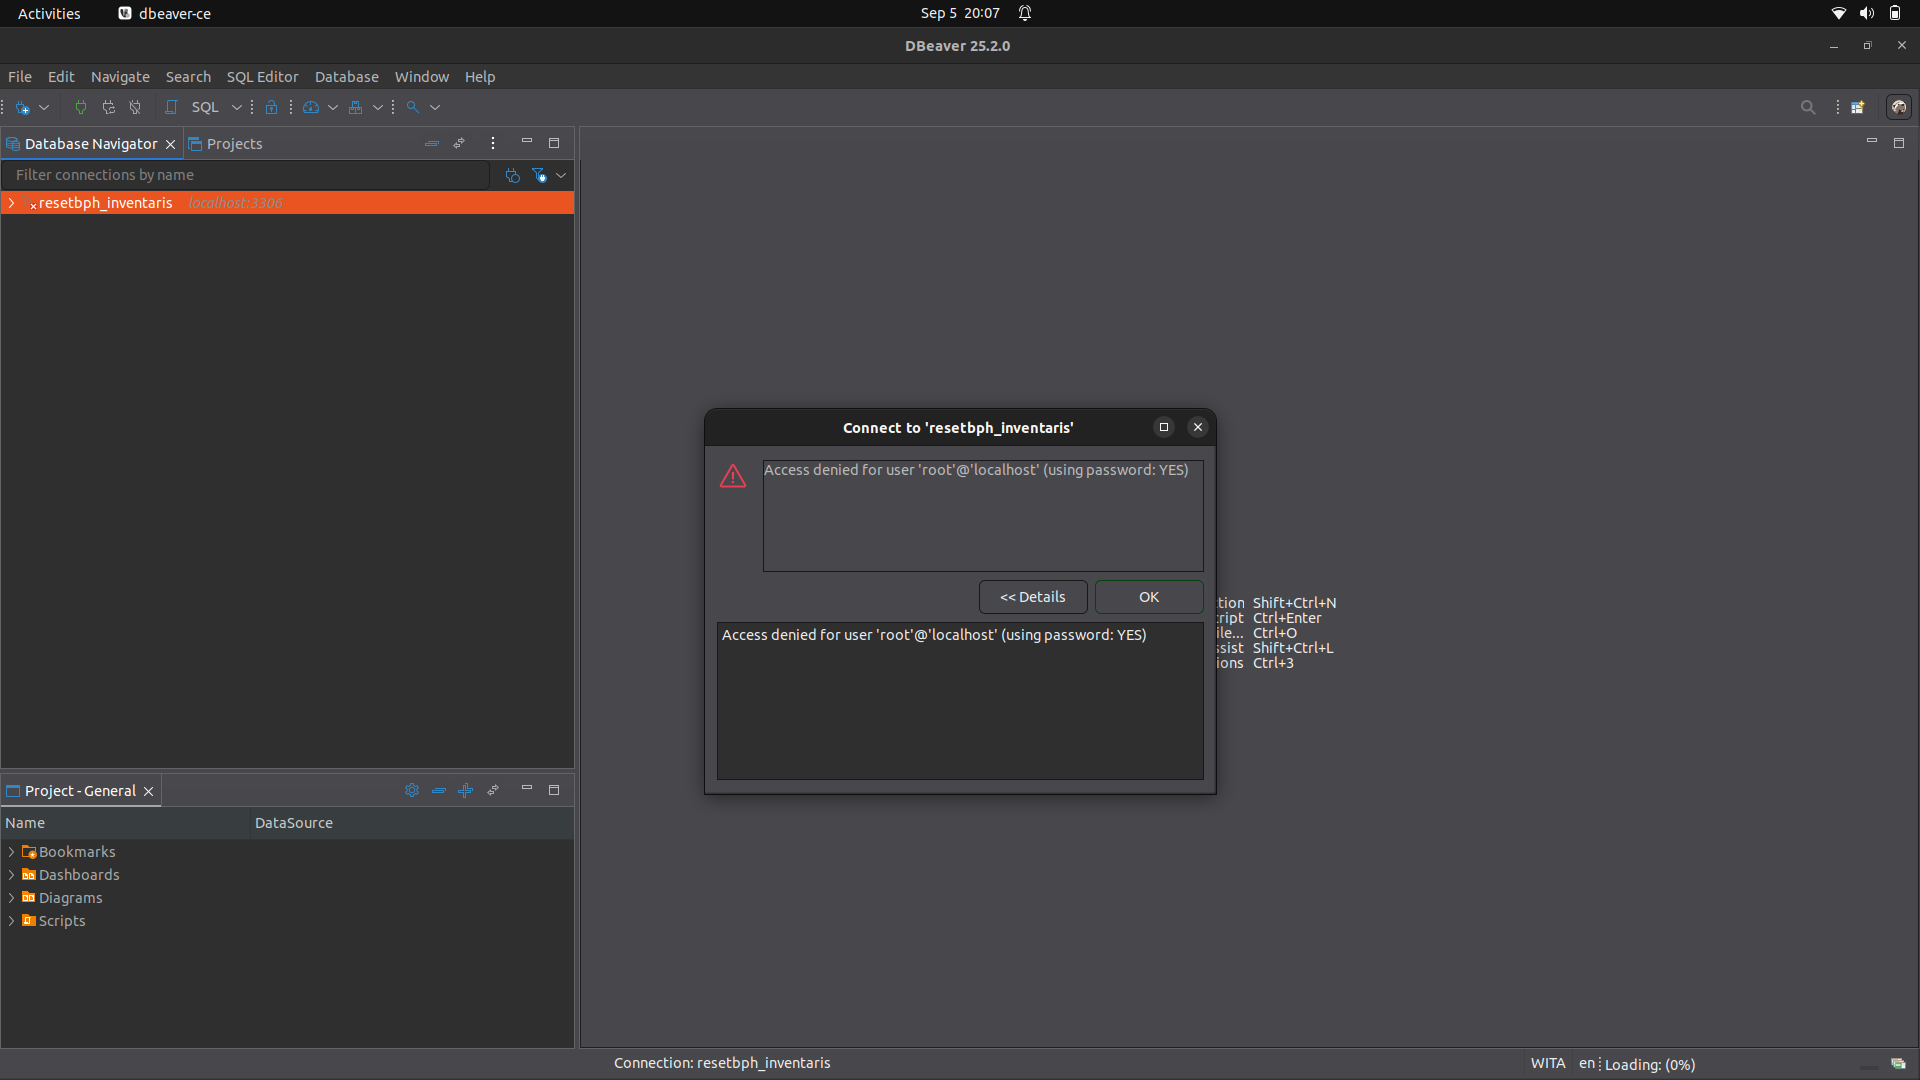 Activities dbeaver-ce Sep 5 20:07
DBeaver 25.2.0
File Edit Navigate Search SQL Editor Database Window Help
SQL
Database Navigator Projects
Filter connections by name
resetbph_inventaris localhost:3306
Connect to 'resetbph_inventaris'
Access denied for user 'root'@'localhost' (using password: YES)
<< Details OK
Access denied for user 'root'@'localhost' (using password: YES)
tion Shift+Ctrl+N
ript Ctrl+Enter
ile... Ctrl+O
ssist Shift+Ctrl+L
ions Ctrl+3
Project - General
Name DataSource
Bookmarks
Dashboards
Diagrams
Scripts
Connection: resetbph_inventaris WITA en Loading: (0%)